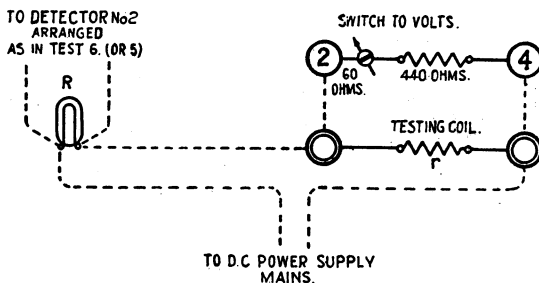 TO DETECTOR No2
ARRANGED
AS IN TEST 6. (OR 5)
R
SWITCH TO VOLTS.
2
60
OHMS.
440 OHMS.
4
TESTING COIL.
r
TO D.C POWER SUPPLY
MAINS.